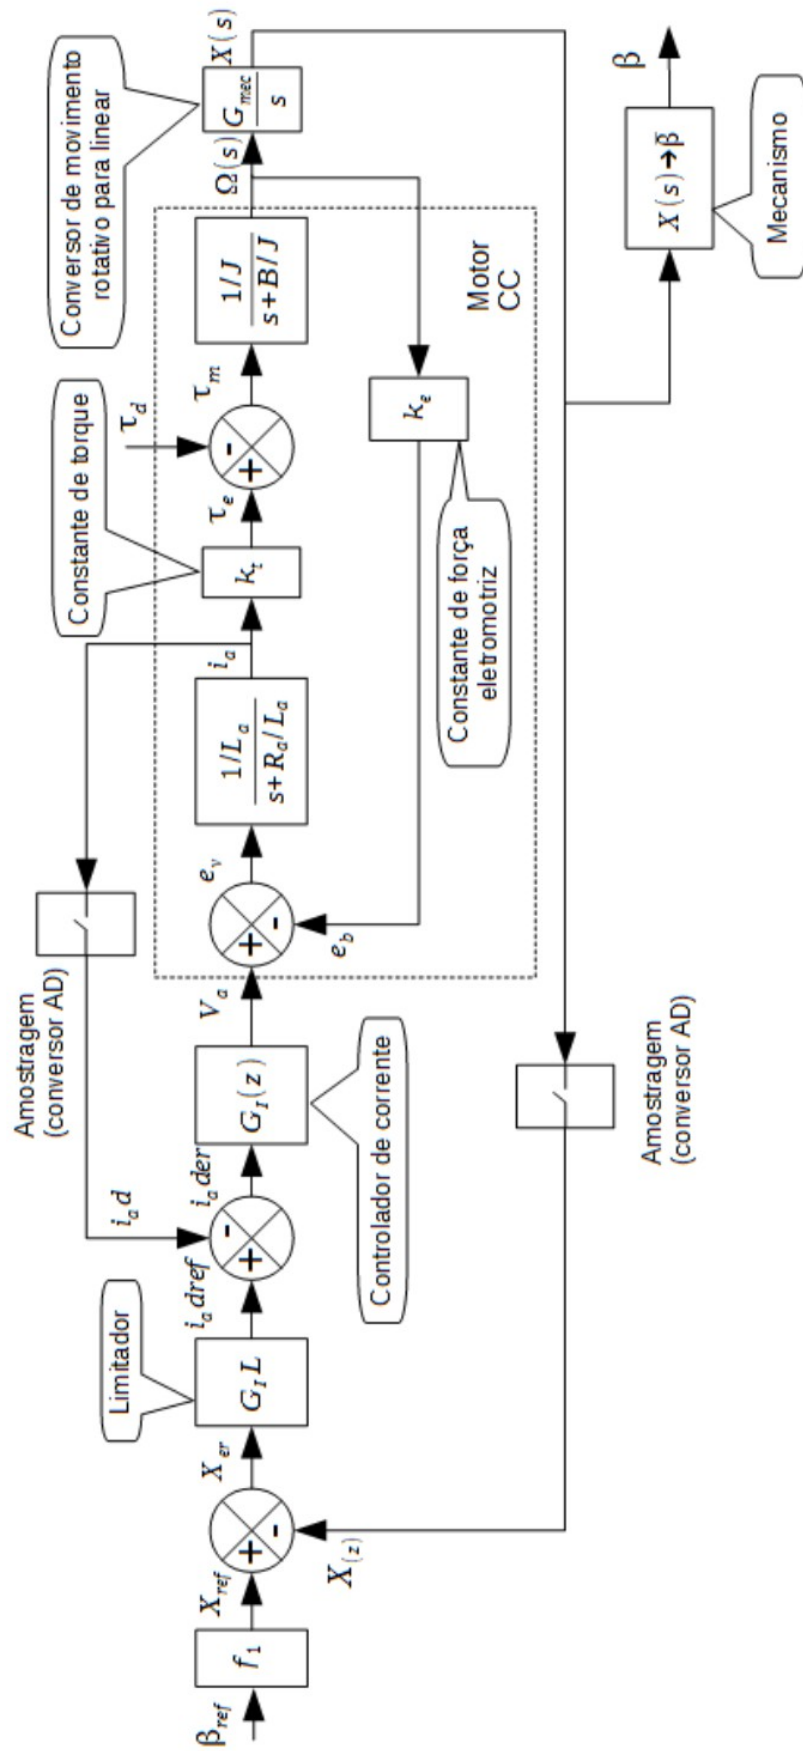 β_ref
f_1
X_ref
+
-
X_(z)
X_er
Limitador
G_I L
i_a dref
+
-
i_a d
i_a der
G_I(z)
Controlador de corrente
Amostragem
(conversor AD)
V_a
+
-
e_b
e_v
1/L_a
s+R_a/L_a
i_a
Constante de torque
k_t
τ_e
+
-
τ_d
τ_m
1/J
s+B/J
Motor
CC
k_e
Constante de força
eletromotriz
Ω(s)
Conversor de movimento
rotativo para linear
G_mec
s
X(s)
Amostragem
(conversor AD)
X(s)→β
β
Mecanismo